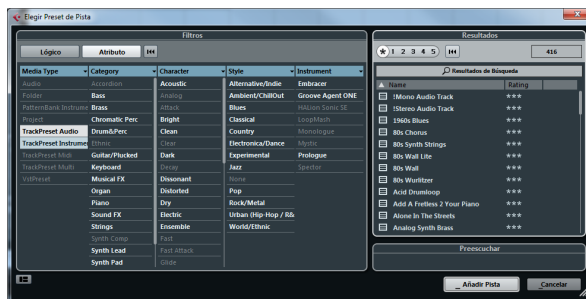 Elegir Preset de Pista
Filtros
Lógico Atributo
Media Type Category Character Style Instrument
Audio Accordion Acoustic Alternative/Indie Embracer
Folder Bass Analog Ambient/ChillOut Groove Agent ONE
PatternBank Instrume Brass Attack Blues HALion Sonic SE
Project Chromatic Perc Bright Classical LoopMash
TrackPreset Audio Drum&Perc Clean Country Monologue
TrackPreset Instrumen Ethnic Clear Electronica/Dance Mystic
TrackPreset Midi Guitar/Plucked Dark Experimental Prologue
TrackPreset Multi Keyboard Decay Jazz Spector
VstPreset Musical FX Dissonant None
Organ Distorted Pop
Piano Dry Rock/Metal
Sound FX Electric Urban (Hip-Hop / R&
Strings Ensemble World/Ethnic
Synth Comp Fast
Synth Lead Fast Attack
Synth Pad Glide
Resultados
1 2 3 4 5 416
Resultados de Búsqueda
Name Rating
!Mono Audio Track ***
!Stereo Audio Track ***
1960s Blues ***
80s Chorus ***
80s Synth Strings ***
80s Wall Lite ***
80s Wall ***
80s Wurlitzer ***
Acid Drumloop ***
Add A Fretless 2 Your Piano ***
Alone In The Streets ***
Analog Synth Brass ***
Preescuchar
Añadir Pista Cancelar